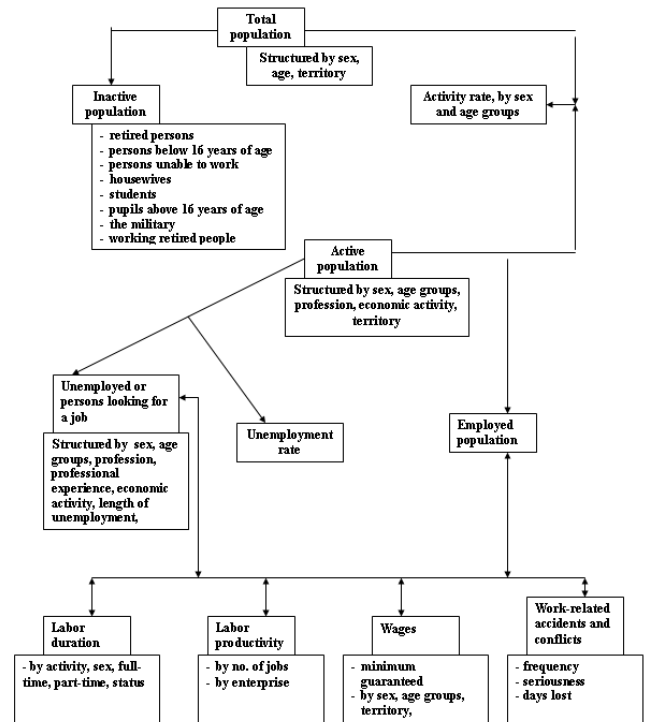 Total
population
Structured by sex,
age, territory
Inactive
population
- retired persons
- persons below 16 years of age
- persons unable to work
- housewives
- students
- pupils above 16 years of age
- the military
- working retired people
Activity rate, by sex
and age groups
Active
population
Structured by sex, age groups,
profession, economic activity,
territory
Unemployed or
persons looking for
a job
Structured by sex, age
groups, profession,
professional
experience, economic
activity, length of
unemployment,
Unemployment
rate
Employed
population
Labor
duration
- by activity, sex, full-
time, part-time, status
Labor
productivity
- by no. of jobs
- by enterprise
Wages
- minimum
guaranteed
- by sex, age groups,
territory,
Work-related
accidents and
conflicts
- frequency
- seriousness
- days lost